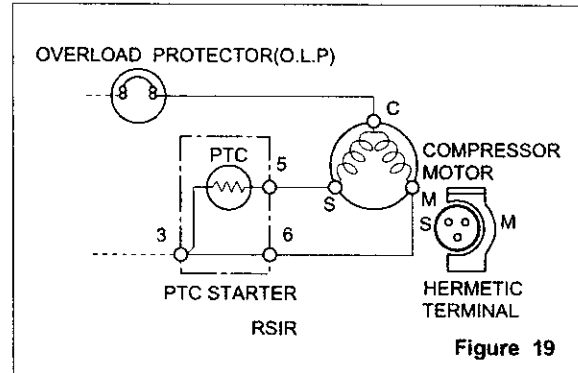 OVERLOAD PROTECTOR(O.L.P)
C
PTC
5
COMPRESSOR
MOTOR
S
M
S
M
3
6
HERMETIC
TERMINAL
PTC STARTER
RSIR
Figure 19